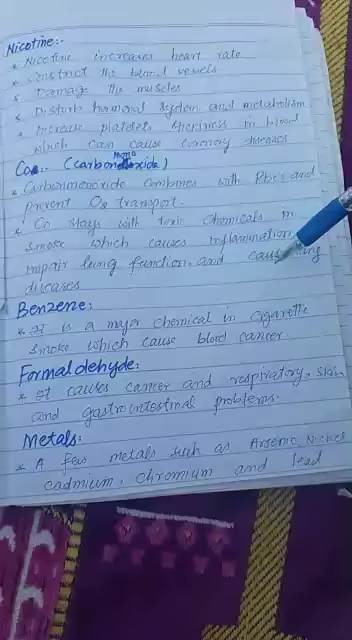 Nicotine:-
* Nicotine increases heart rate
* Constrict the blood vessels
* Damage the muscles
* Disturb harmonal system and metabolism
* Increase platelets stickiness in blood
which can cause coronary diseases
Co:- (carbon Monooxide)
* Carbonmonoxide combines with Rbc's and
prevent O2 transport
* Co stays with toxic chemicals in
smoke which causes inflammation,
impair lung function. and causing
diseases
Benzene:
* It is a major chemical in cigarette
smoke which cause blood cancer
Formaldehyde:
* It causes cancer and respiratory, skin
and gastrointestinal problems.
Metals:
* A few metals such as Arsenic, Nickel
cadmium, chromium and lead